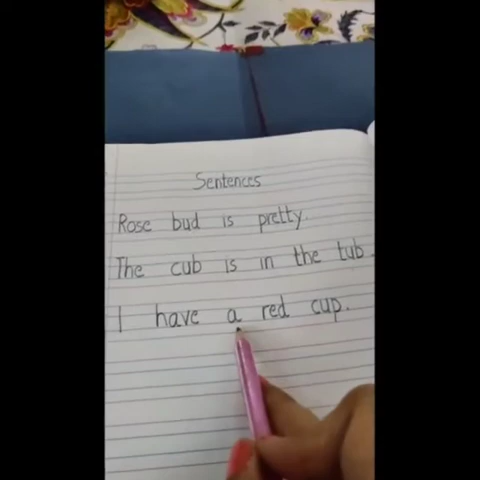 Sentences
Rose bud is pretty.
The cub is in the tub.
I have a red cup.